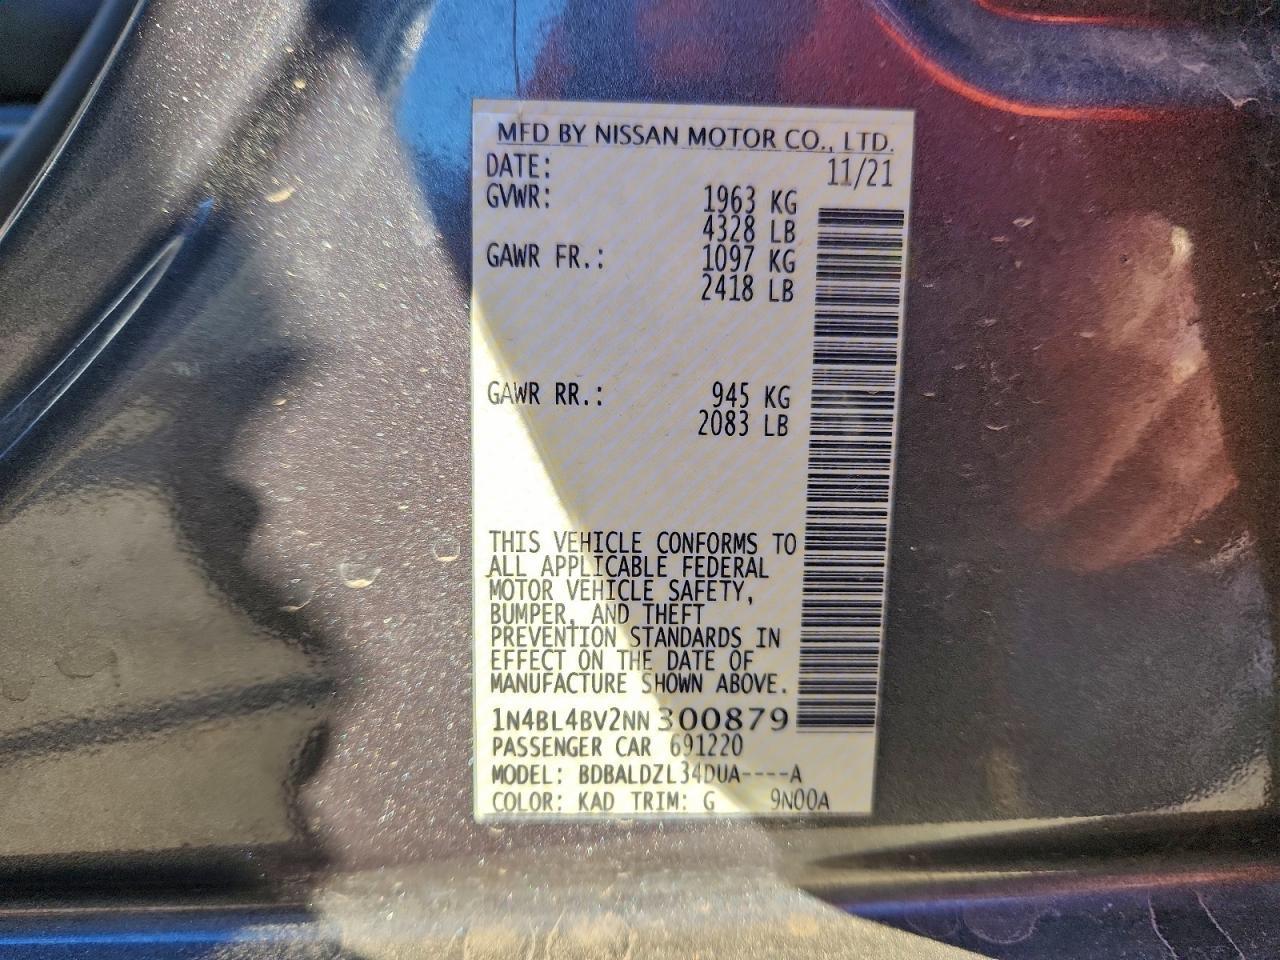 MFD BY NISSAN MOTOR CO., LTD.
DATE: 11/21
GVWR: 1963 KG
4328 LB
GAWR FR.: 1097 KG
2418 LB
GAWR RR.: 945 KG
2083 LB
THIS VEHICLE CONFORMS TO
ALL APPLICABLE FEDERAL
MOTOR VEHICLE SAFETY,
BUMPER, AND THEFT
PREVENTION STANDARDS IN
EFFECT ON THE DATE OF
MANUFACTURE SHOWN ABOVE.
1N4BL4BV2NN300879
PASSENGER CAR 691220
MODEL: BDBALDZL34DUA----A
COLOR: KAD TRIM: G 9N00A